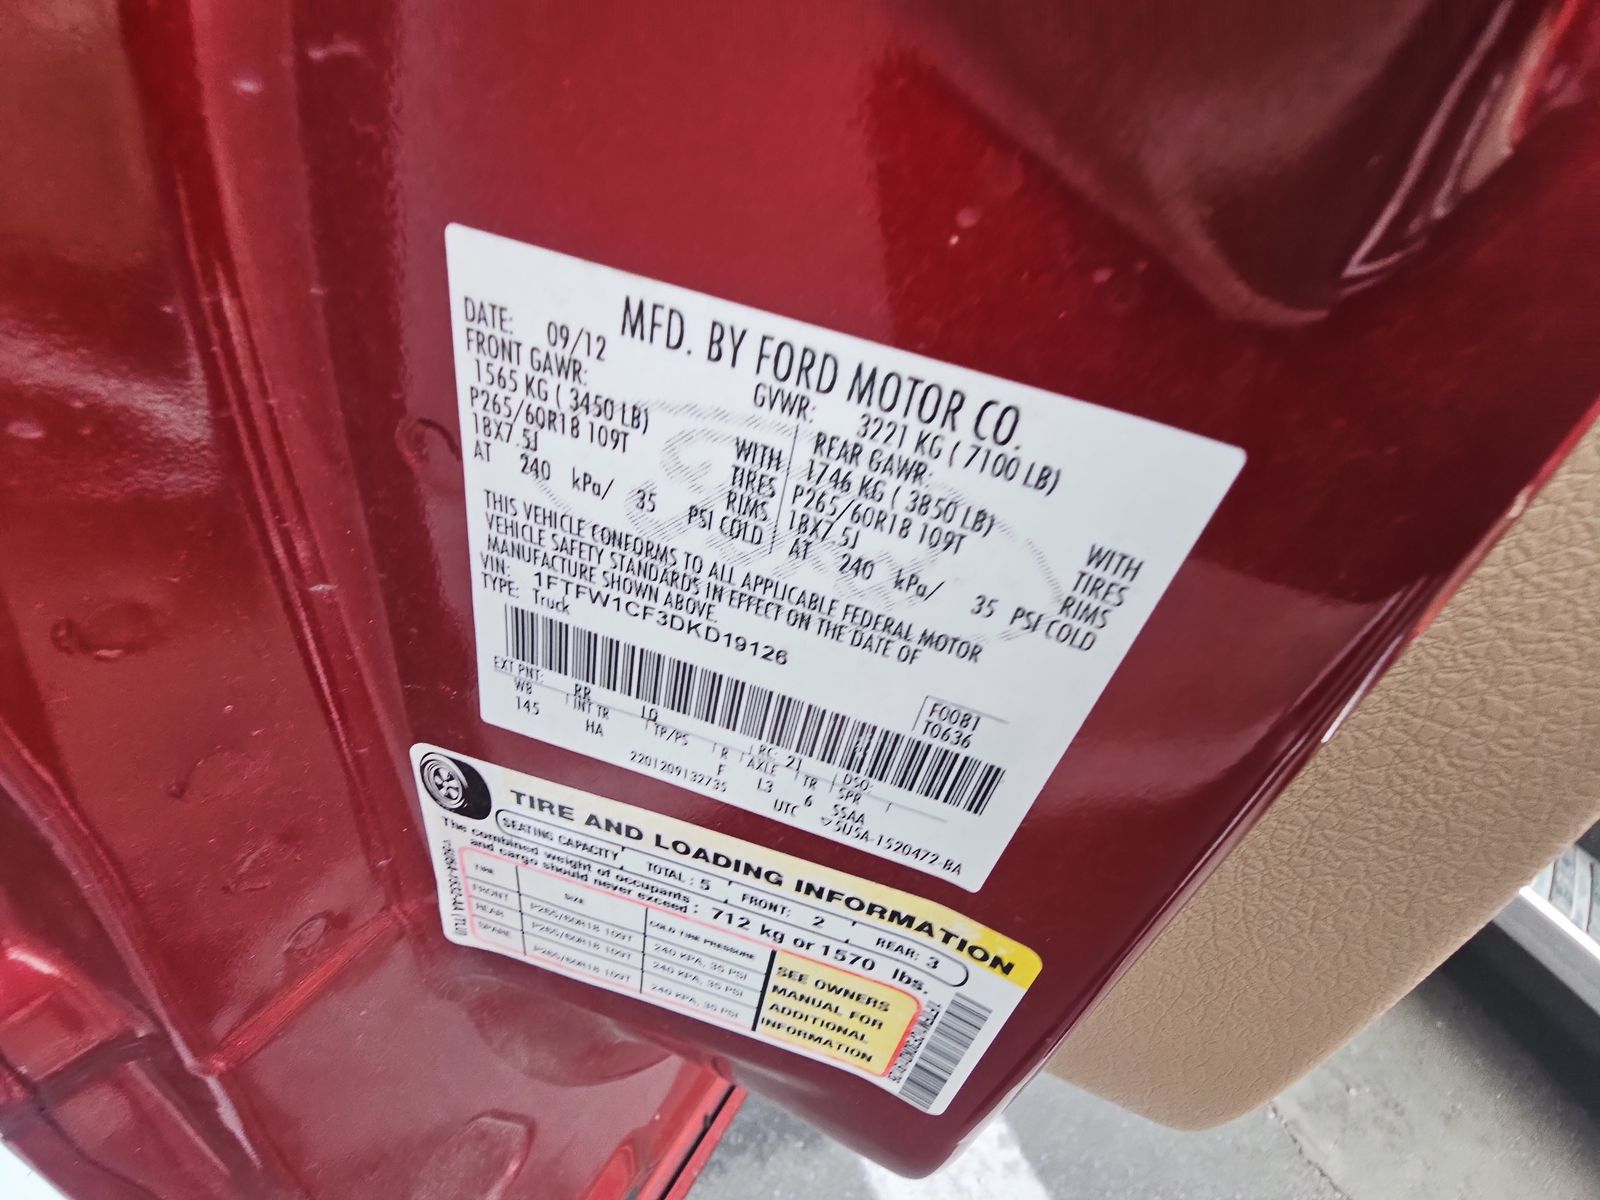 MFD. BY FORD MOTOR CO.
DATE: 09/12 GVWR: 3221 KG ( 7100 LB)
FRONT GAWR: REAR GAWR:
1565 KG ( 3450 LB) WITH 1746 KG ( 3850 LB) WITH
P265/60R18 109T TIRES P265/60R18 109T TIRES
18X7.5J RIMS 18X7.5J RIMS
AT 240 kPa/ 35 PSI COLD AT 240 kPa/ 35 PSI COLD
THIS VEHICLE CONFORMS TO ALL APPLICABLE FEDERAL MOTOR
VEHICLE SAFETY STANDARDS IN EFFECT ON THE DATE OF
MANUFACTURE SHOWN ABOVE.
VIN: 1FTFW1CF3DKD19126
TYPE: Truck
F0081
T0636
EXT PNT: RR LQ RC: 21 DSO:
WB INT TR TP/PS R AXLE TR SPR
145 HA F L3 6 SSAA
2201209132735 UTC 5U5A-1520472-BA
TIRE AND LOADING INFORMATION
SEATING CAPACITY TOTAL : 5 FRONT: 2 REAR: 3
The combined weight of occupants
and cargo should never exceed : 712 kg or 1570 lbs.
TIRE SIZE COLD TIRE PRESSURE
FRONT P265/60R18 109T 240 KPA, 35 PSI
REAR P265/60R18 109T 240 KPA, 35 PSI
SPARE P265/60R18 109T 240 KPA, 35 PSI
SEE OWNERS
MANUAL FOR
ADDITIONAL
INFORMATION